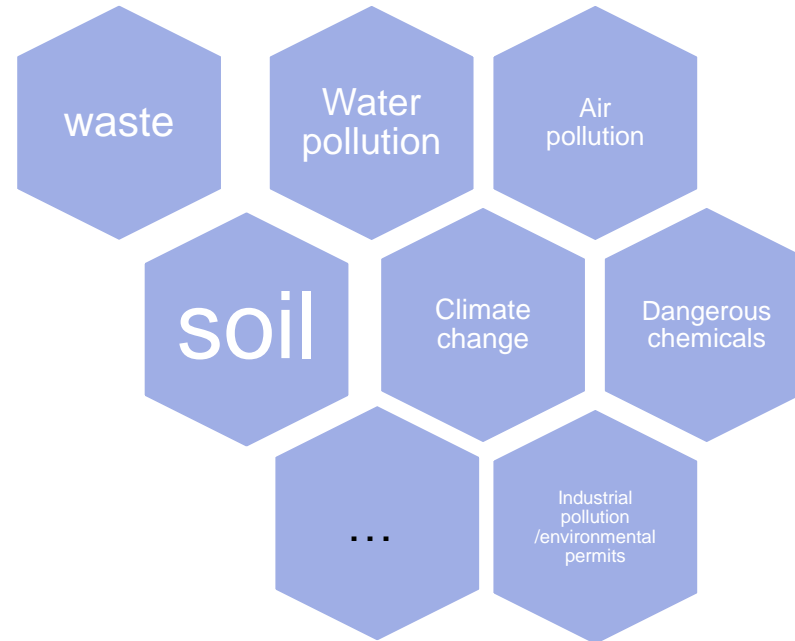 waste
Water
pollution
Air
pollution
soil
Climate
change
Dangerous
chemicals
...
Industrial
pollution
/environmental
permits